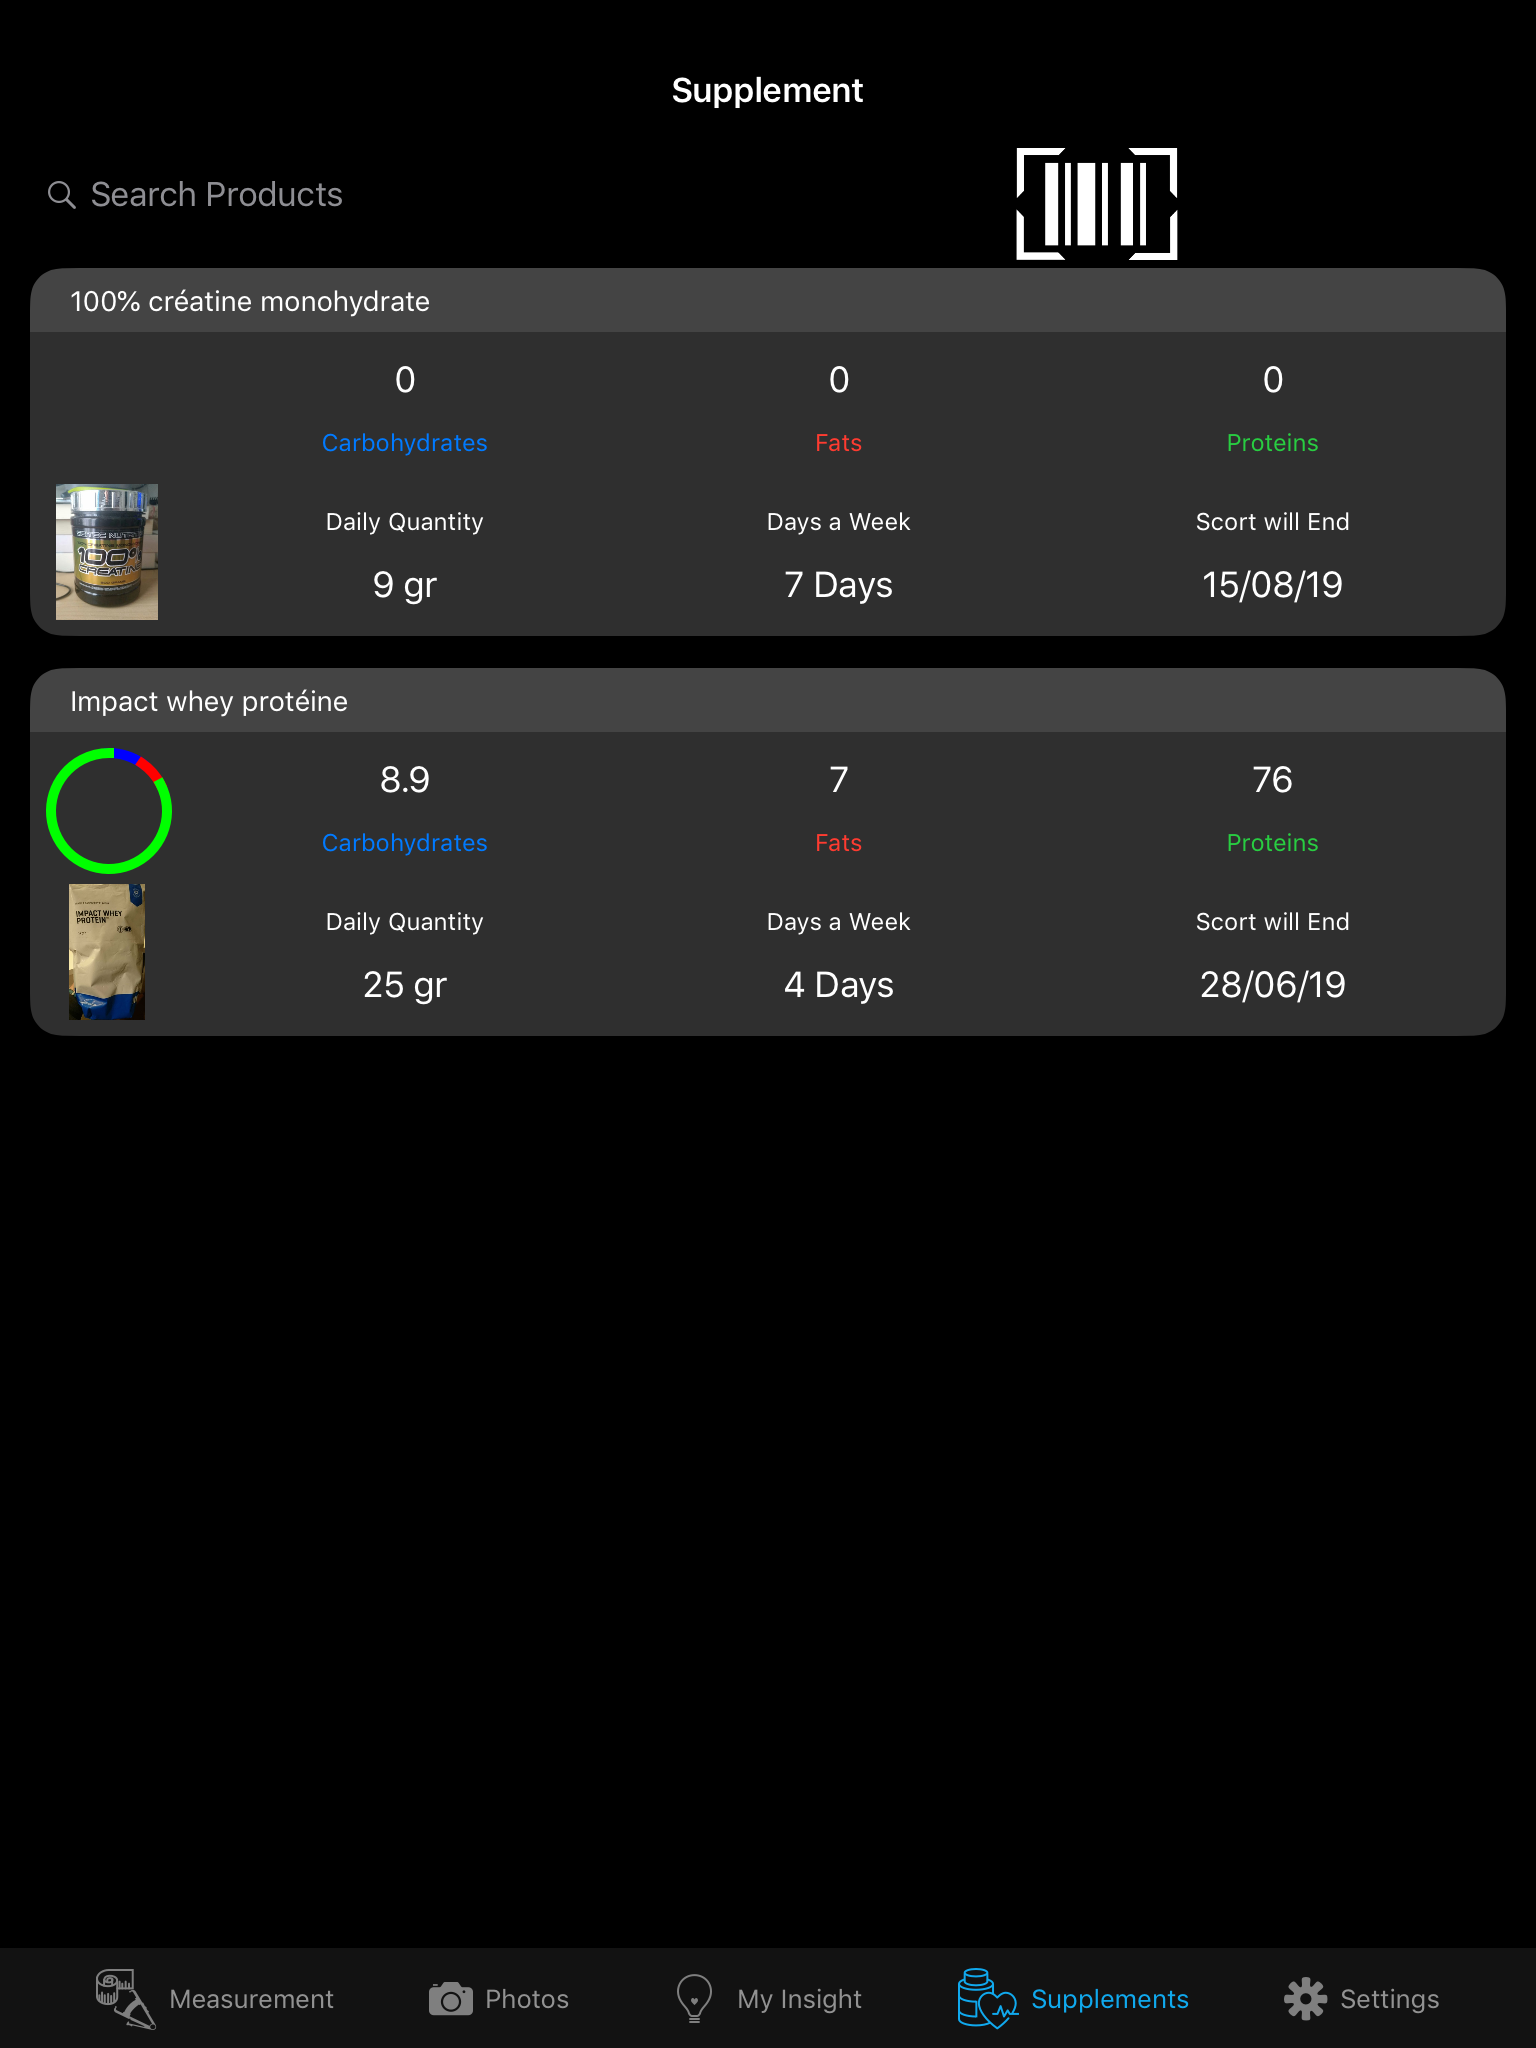 Supplement
Search Products
100% créatine monohydrate
0 0 0
Carbohydrates Fats Proteins
Daily Quantity Days a Week Scort will End
9 gr 7 Days 15/08/19
100%
CREATINE
Impact whey protéine
8.9 7 76
Carbohydrates Fats Proteins
IMPACT WHEY
PROTEIN
Daily Quantity Days a Week Scort will End
25 gr 4 Days 28/06/19
Measurement Photos My Insight Supplements Settings